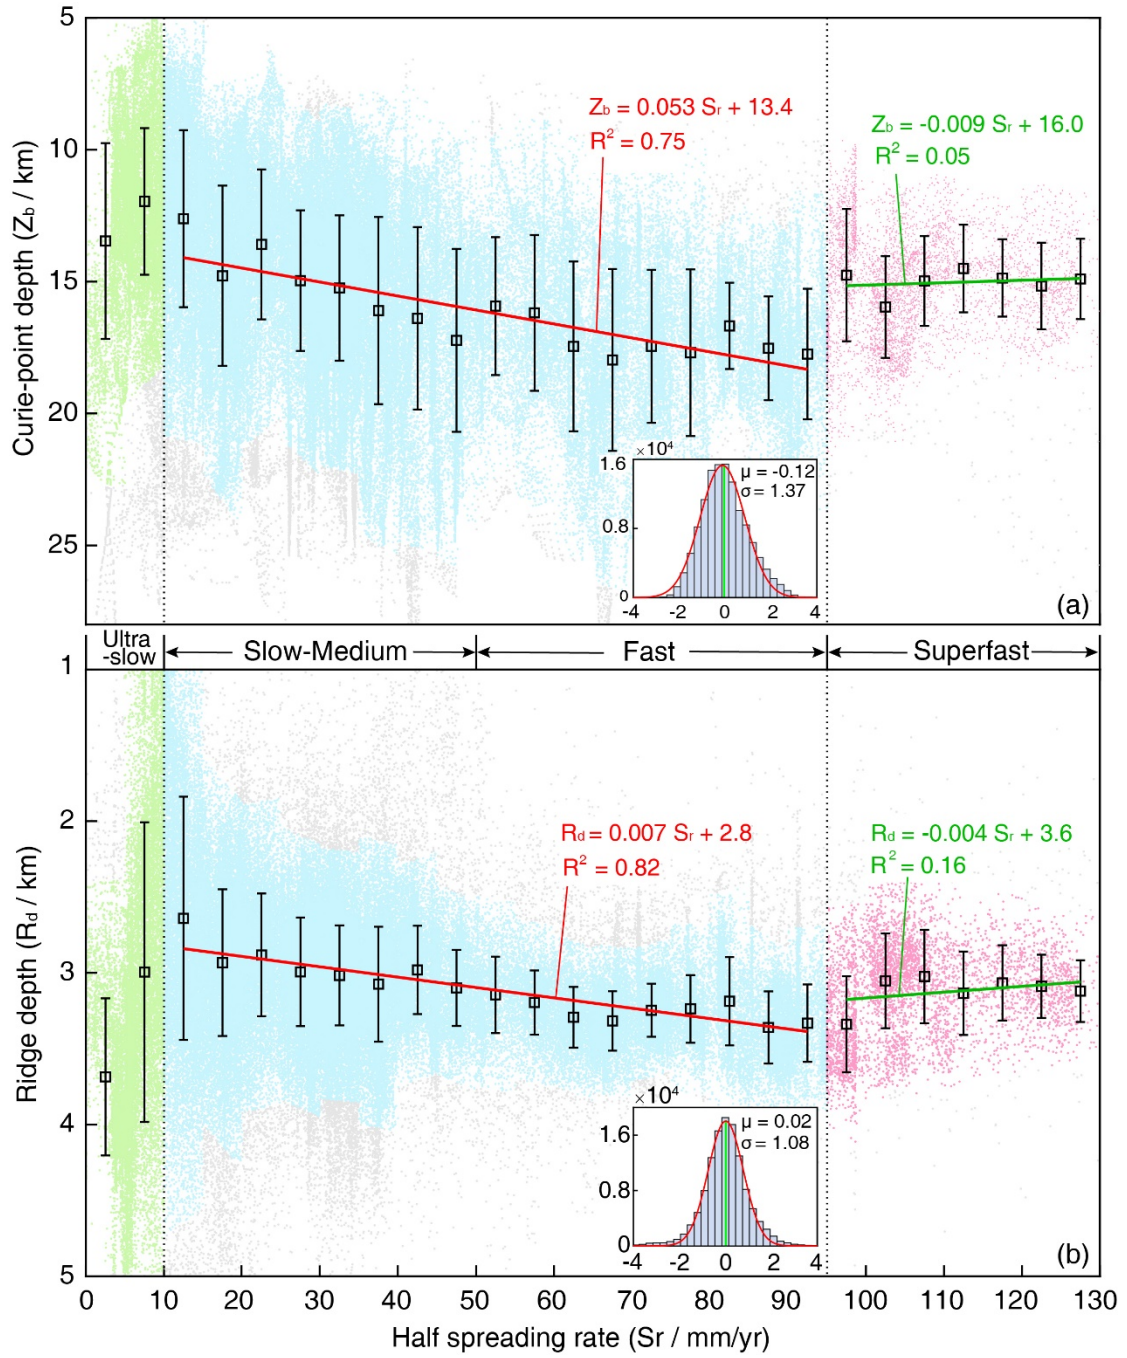 5
10
15
20
25
Curie-point depth (Zb / km)
Zb = 0.053 Sr + 13.4
R² = 0.75
Zb = -0.009 Sr + 16.0
R² = 0.05
×10⁴
1.6
0.8
0
μ = -0.12
σ = 1.37
-4 -2 0 2 4
(a)
Ultra
-slow
Slow-Medium
Fast
Superfast
1
2
3
4
5
Ridge depth (Rd / km)
Rd = 0.007 Sr + 2.8
R² = 0.82
Rd = -0.004 Sr + 3.6
R² = 0.16
×10⁴
1.6
0.8
0
μ = 0.02
σ = 1.08
-4 -2 0 2 4
(b)
0 10 20 30 40 50 60 70 80 90 100 110 120 130
Half spreading rate (Sr / mm/yr)